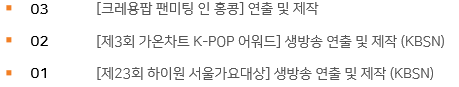 03 [크레용팝 팬미팅 인 홍콩] 연출 및 제작
02 [제3회 가온차트 K-POP 어워드] 생방송 연출 및 제작 (KBSN)
01 [제23회 하이원 서울가요대상] 생방송 연출 및 제작 (KBSN)